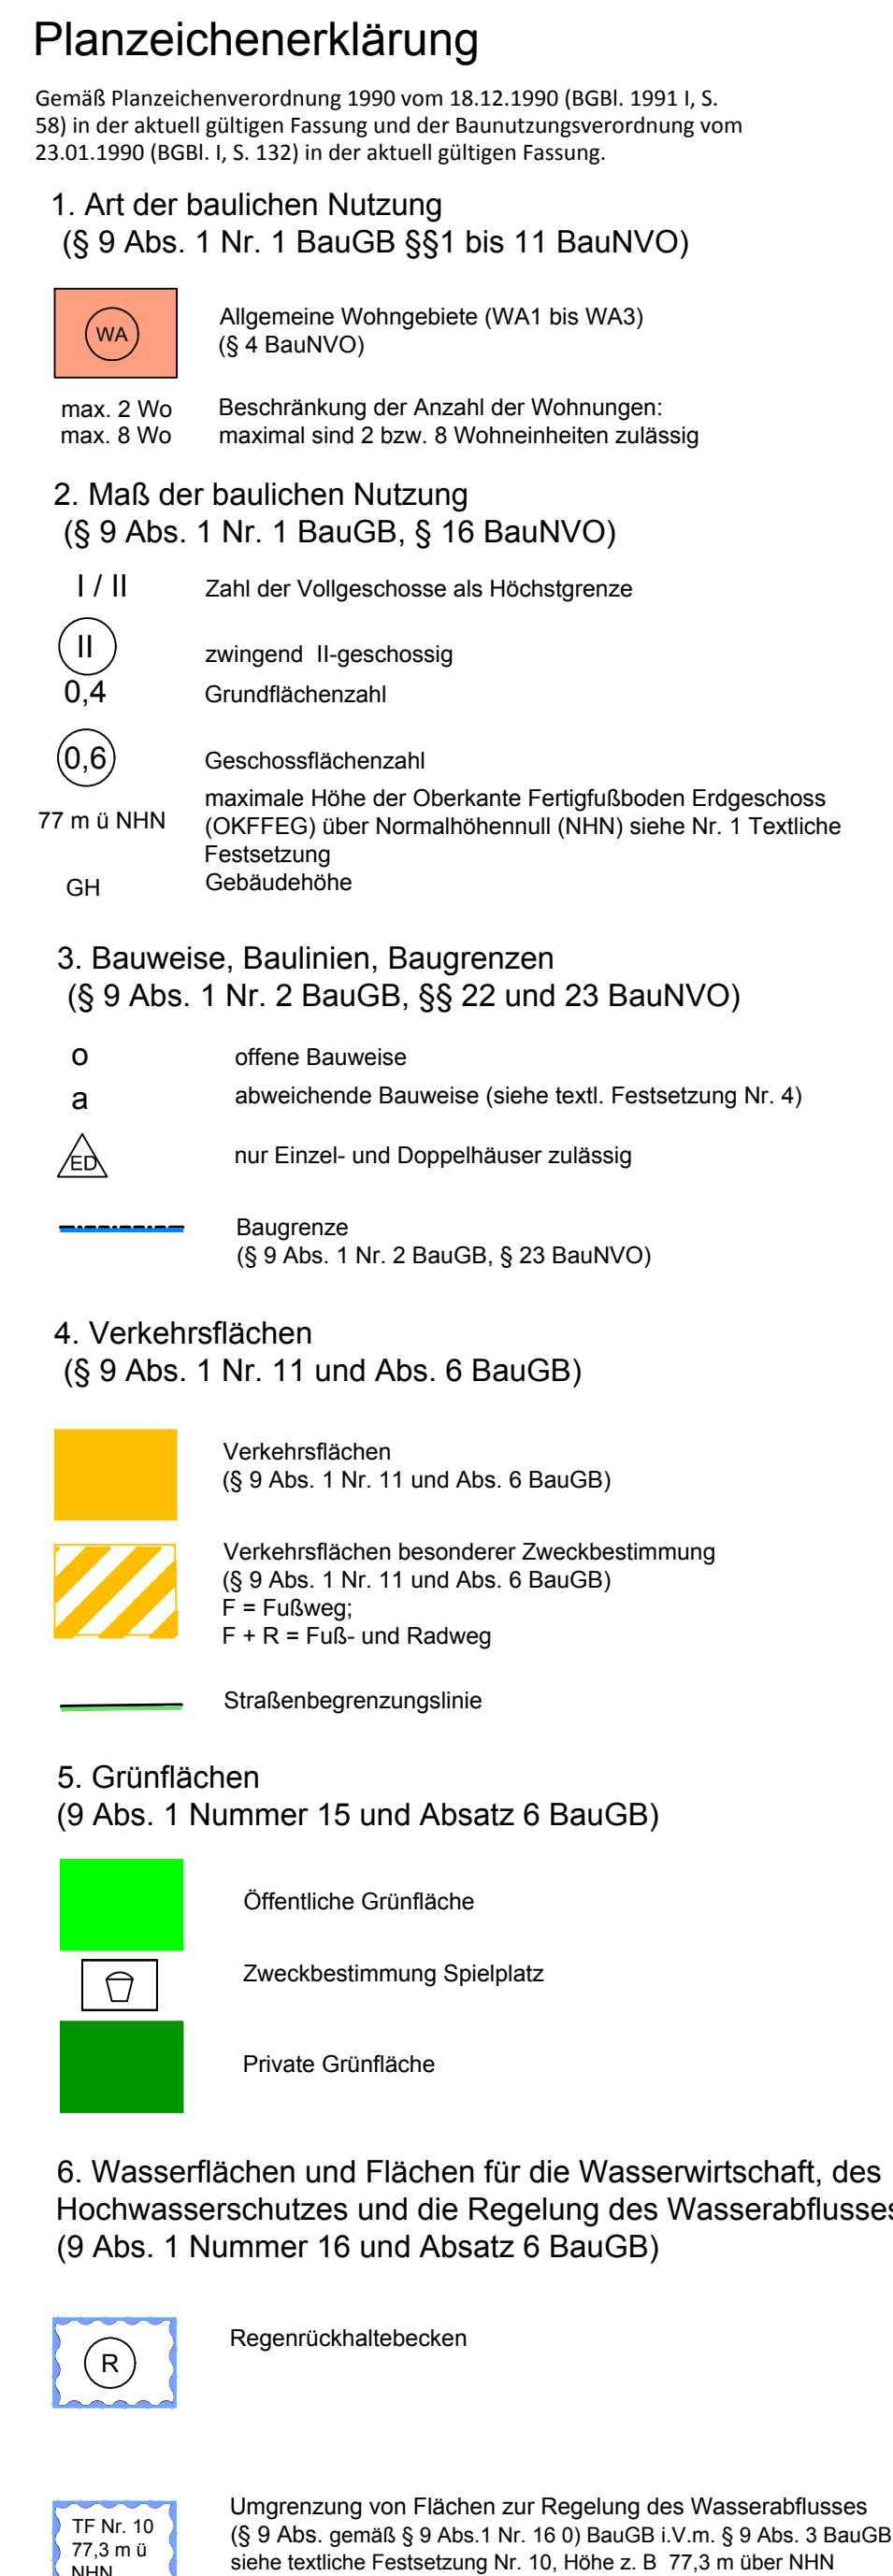 Planzeichenerklärung
Gemäß Planzeichenverordnung 1990 vom 18.12.1990 (BGBl. 1991 I, S.
58) in der aktuell gültigen Fassung und der Baunutzungsverordnung vom
23.01.1990 (BGBl. I, S. 132) in der aktuell gültigen Fassung.
1. Art der baulichen Nutzung
(§ 9 Abs. 1 Nr. 1 BauGB §§1 bis 11 BauNVO)
WA
Allgemeine Wohngebiete (WA1 bis WA3)
(§ 4 BauNVO)
max. 2 Wo Beschränkung der Anzahl der Wohnungen:
max. 8 Wo maximal sind 2 bzw. 8 Wohneinheiten zulässig
2. Maß der baulichen Nutzung
(§ 9 Abs. 1 Nr. 1 BauGB, § 16 BauNVO)
I / II Zahl der Vollgeschosse als Höchstgrenze
II zwingend II-geschossig
0,4 Grundflächenzahl
0,6 Geschossflächenzahl
77 m ü NHN
maximale Höhe der Oberkante Fertigfußboden Erdgeschoss
(OKFFEG) über Normalhöhennull (NHN) siehe Nr. 1 Textliche
Festsetzung
GH Gebäudehöhe
3. Bauweise, Baulinien, Baugrenzen
(§ 9 Abs. 1 Nr. 2 BauGB, §§ 22 und 23 BauNVO)
o offene Bauweise
a abweichende Bauweise (siehe textl. Festsetzung Nr. 4)
ED nur Einzel- und Doppelhäuser zulässig
Baugrenze
(§ 9 Abs. 1 Nr. 2 BauGB, § 23 BauNVO)
4. Verkehrsflächen
(§ 9 Abs. 1 Nr. 11 und Abs. 6 BauGB)
Verkehrsflächen
(§ 9 Abs. 1 Nr. 11 und Abs. 6 BauGB)
Verkehrsflächen besonderer Zweckbestimmung
(§ 9 Abs. 1 Nr. 11 und Abs. 6 BauGB)
F = Fußweg;
F + R = Fuß- und Radweg
Straßenbegrenzungslinie
5. Grünflächen
(9 Abs. 1 Nummer 15 und Absatz 6 BauGB)
Öffentliche Grünfläche
Zweckbestimmung Spielplatz
Private Grünfläche
6. Wasserflächen und Flächen für die Wasserwirtschaft, des
Hochwasserschutzes und die Regelung des Wasserabflusses
(9 Abs. 1 Nummer 16 und Absatz 6 BauGB)
R
Regenrückhaltebecken
TF Nr. 10
77,3 m ü
NHN
Umgrenzung von Flächen zur Regelung des Wasserabflusses
(§ 9 Abs. gemäß § 9 Abs.1 Nr. 16 0) BauGB i.V.m. § 9 Abs. 3 BauGB
siehe textliche Festsetzung Nr. 10, Höhe z. B 77,3 m über NHN